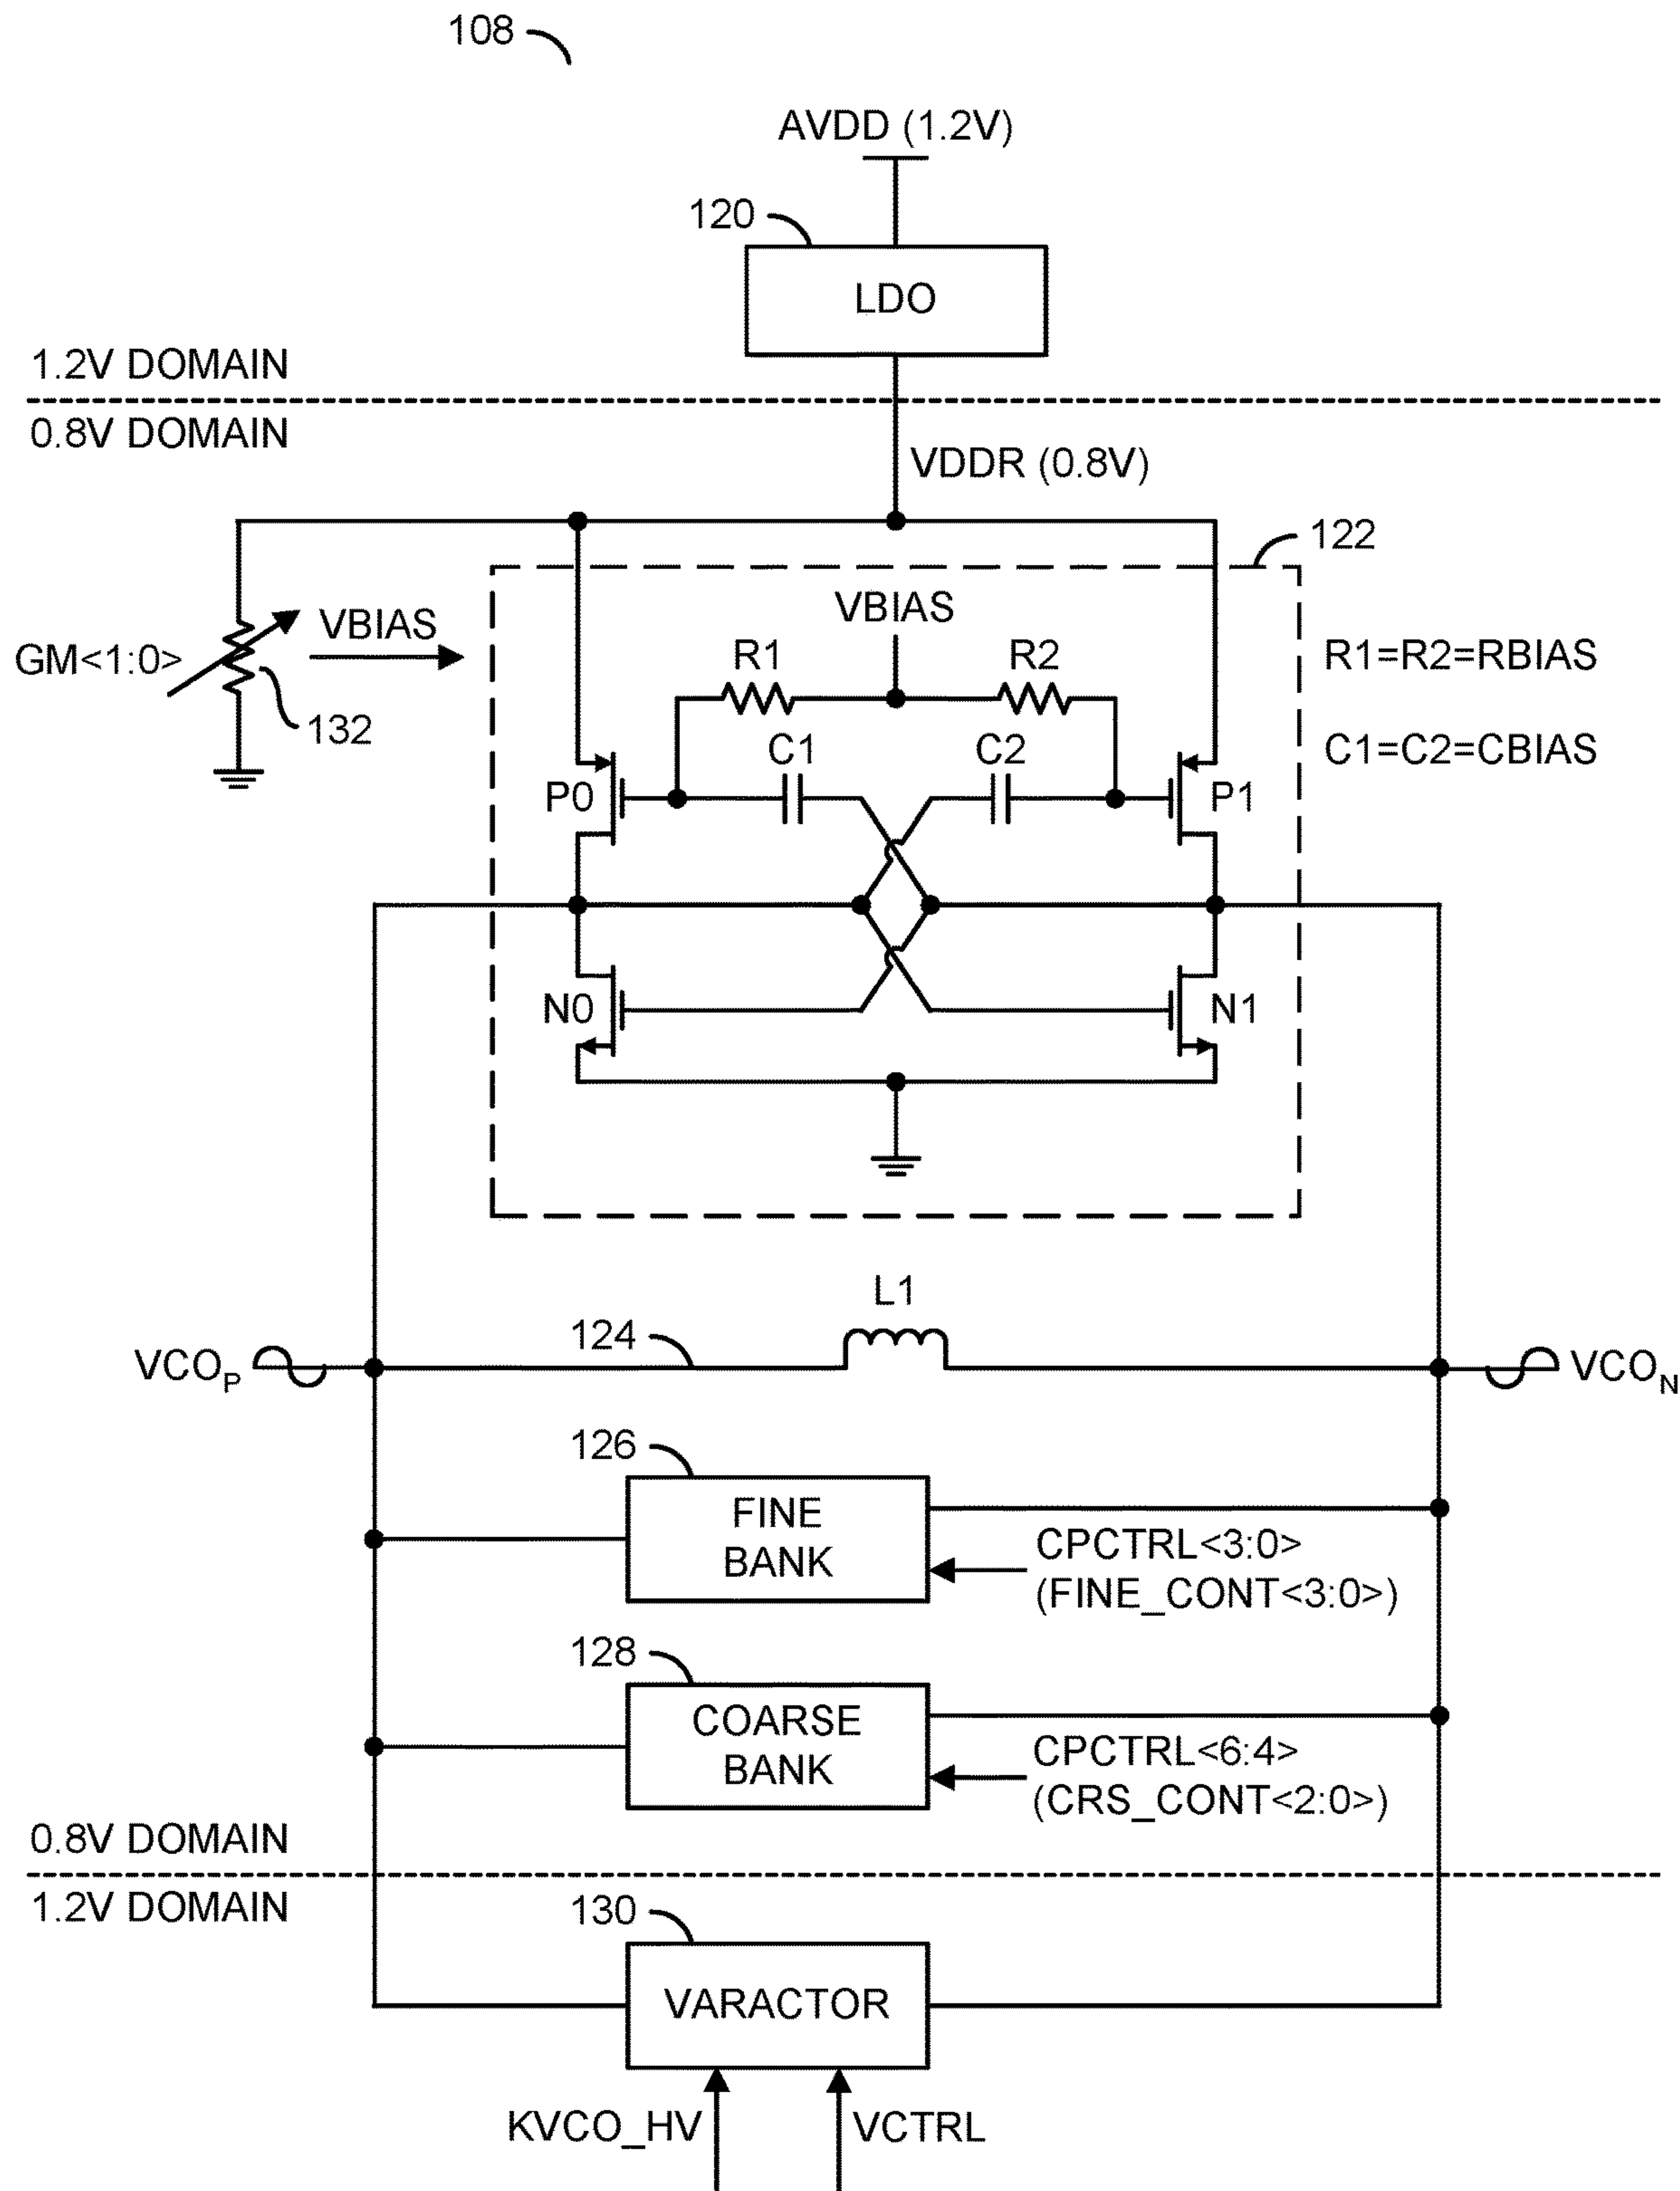 108
AVDD (1.2V)
120
LDO
1.2V DOMAIN
0.8V DOMAIN
VDDR (0.8V)
122
VBIAS
GM<1:0>
VBIAS
R1
R2
R1=R2=RBIAS
132
C1
C2
C1=C2=CBIAS
P0
P1
N0
N1
L1
124
VCOP
VCON
126
FINE
BANK
CPCTRL<3:0>
(FINE_CONT<3:0>)
128
COARSE
BANK
CPCTRL<6:4>
(CRS_CONT<2:0>)
0.8V DOMAIN
1.2V DOMAIN
130
VARACTOR
KVCO_HV
VCTRL